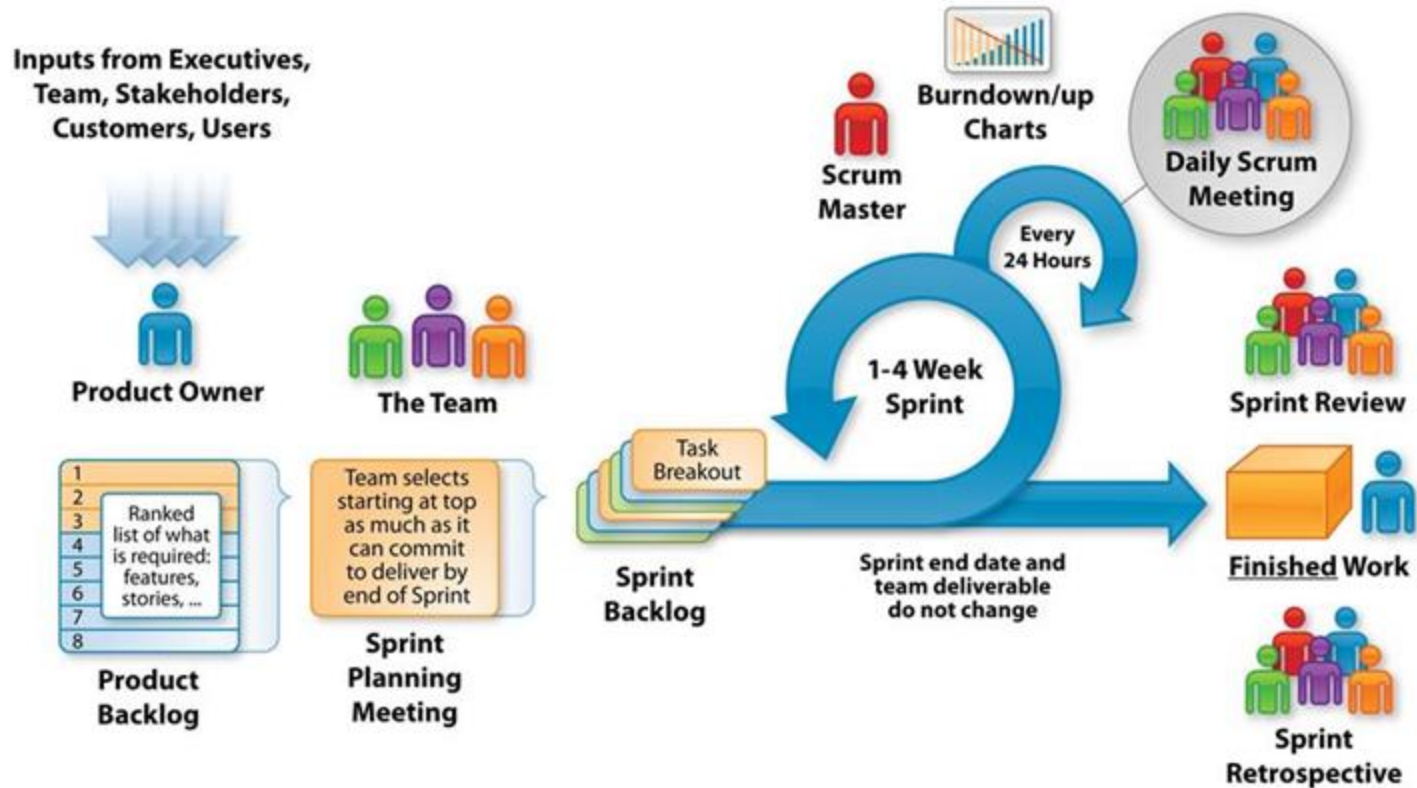 Inputs from Executives,
Team, Stakeholders,
Customers, Users
Product Owner
The Team
1
2
3
4
5
6
7
8
Ranked
list of what
is required:
features,
stories, ...
Product
Backlog
Team selects
starting at top
as much as it
can commit
to deliver by
end of Sprint
Sprint
Planning
Meeting
Task
Breakout
Sprint
Backlog
Scrum
Master
Burndown/up
Charts
Daily Scrum
Meeting
Every
24 Hours
1-4 Week
Sprint
Sprint end date and
team deliverable
do not change
Sprint Review
Finished Work
Sprint
Retrospective